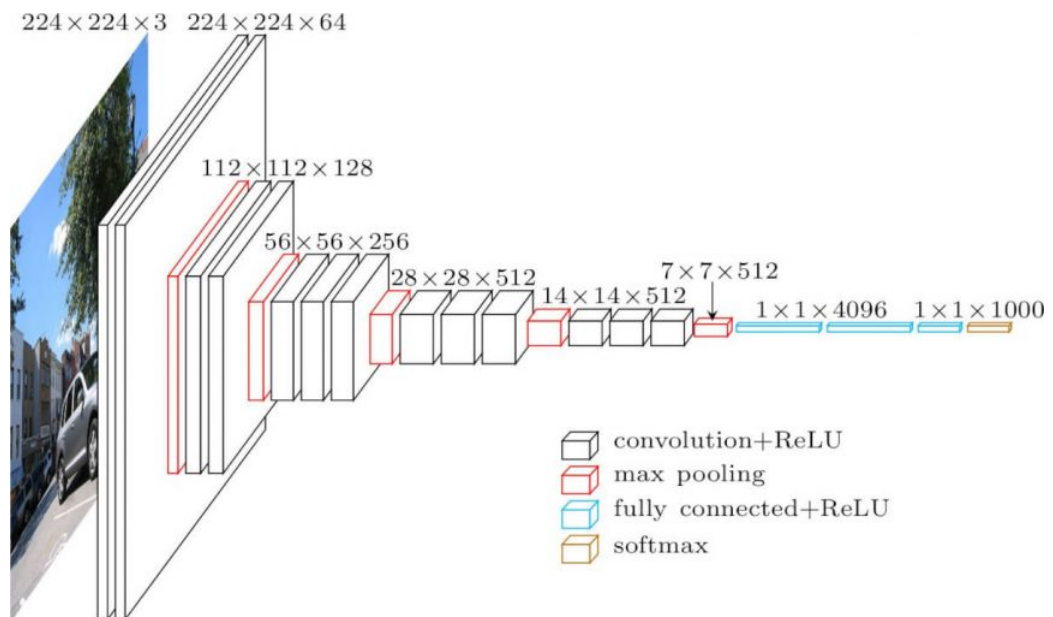 224×224×3
224×224×64
112×112×128
56×56×256
28×28×512
14×14×512
7×7×512
1×1×4096
1×1×1000
convolution+ReLU
max pooling
fully connected+ReLU
softmax